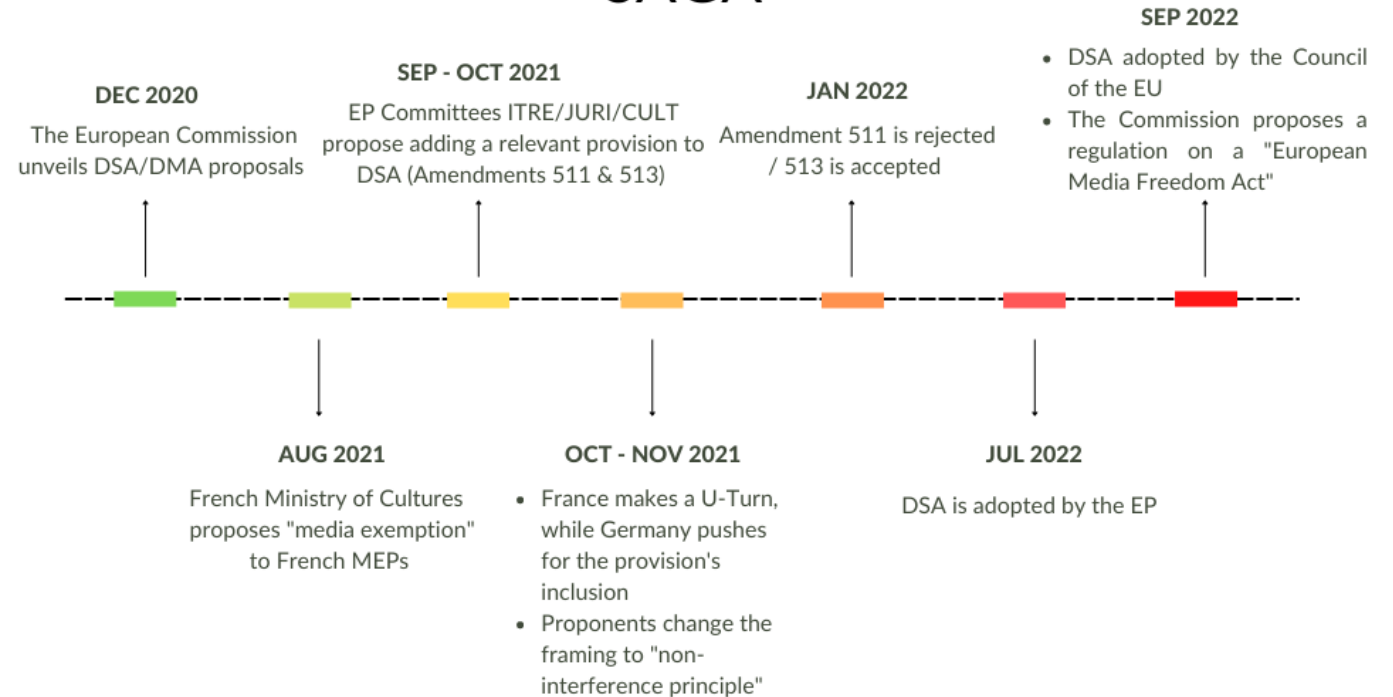 SAGA
DEC 2020
The European Commission
unveils DSA/DMA proposals
SEP - OCT 2021
EP Committees ITRE/JURI/CULT
propose adding a relevant provision to
DSA (Amendments 511 & 513)
JAN 2022
Amendment 511 is rejected
/ 513 is accepted
SEP 2022
• DSA adopted by the Council
of the EU
• The Commission proposes a
regulation on a "European
Media Freedom Act"
AUG 2021
French Ministry of Cultures
proposes "media exemption"
to French MEPs
OCT - NOV 2021
• France makes a U-Turn,
while Germany pushes
for the provision's
inclusion
• Proponents change the
framing to "non-
interference principle"
JUL 2022
DSA is adopted by the EP